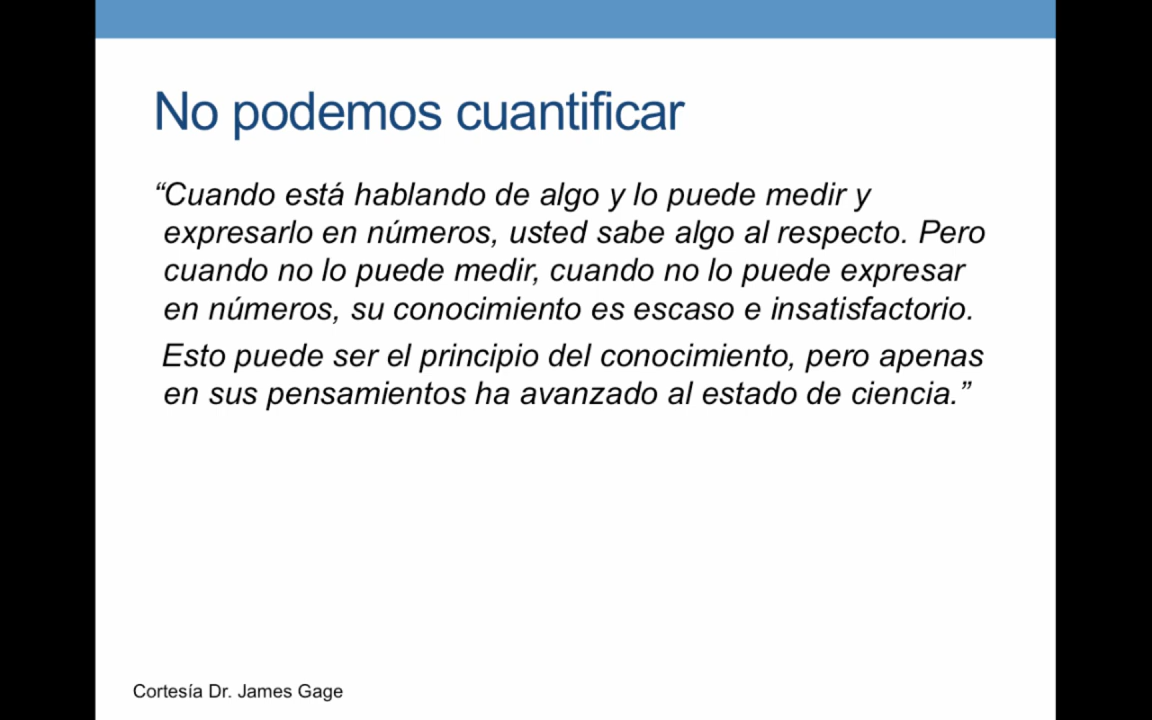 No podemos cuantificar
“Cuando está hablando de algo y lo puede medir y
expresarlo en números, usted sabe algo al respecto. Pero
cuando no lo puede medir, cuando no lo puede expresar
en números, su conocimiento es escaso e insatisfactorio.
Esto puede ser el principio del conocimiento, pero apenas
en sus pensamientos ha avanzado al estado de ciencia.”
Cortesía Dr. James Gage